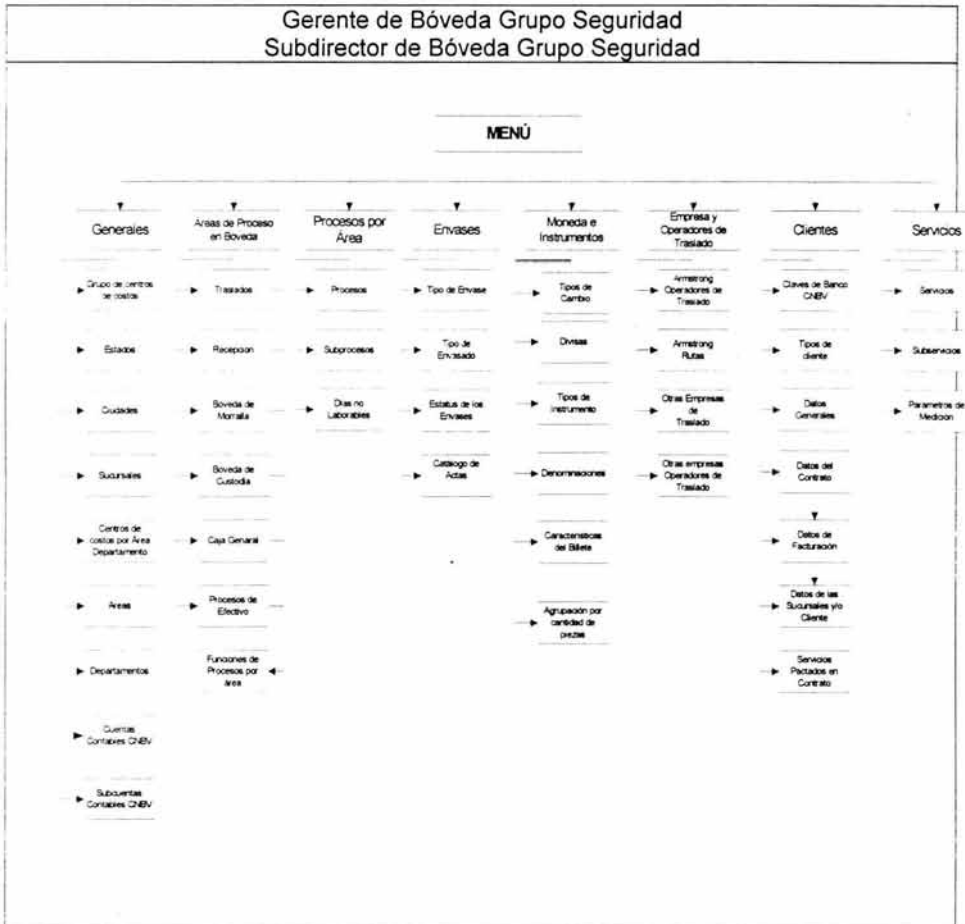 Gerente de Bóveda Grupo Seguridad
Subdirector de Bóveda Grupo Seguridad
MENÚ
Generales
Grupo de centros
de costos
Estados
Ciudades
Sucursales
Centros de
costos por Área
Departamento
Areas
Departamentos
Cuentas
Contables CNBV
Subcuentas
Contables CNBV
Areas de Proceso
en Boveda
Traslados
Recepcion
Boveda de
Morralla
Boveda de
Custodia
Caja General
Procesos de
Efectivo
Funciones de
Procesos por
área
Procesos por
Área
Procesos
Subprocesos
Dias no
Laborables
Envases
Tipo de Envase
Tipo de
Envasado
Estatus de los
Envases
Catálogo de
Actas
Moneda e
Instrumentos
Tipos de
Cambio
Divisas
Tipos de
Instrumento
Denominaciones
Caracteristicas
del Billete
Agrupación por
cantidad de
piezas
Empresa y
Operadores de
Traslado
Armstrong
Operadores de
Traslado
Armstrong
Rutas
Otras Empresas
de
Traslado
Otras empresas
Operadores de
Traslado
Clientes
Claves de Banco
CNBV
Tipos de
cliente
Datos
Generales
Datos del
Contrato
Datos de
Facturación
Datos de las
Sucursales y/o
Cliente
Servicios
Pactados en
Contrato
Servicios
Servicios
Subservicios
Parametros de
Medicion